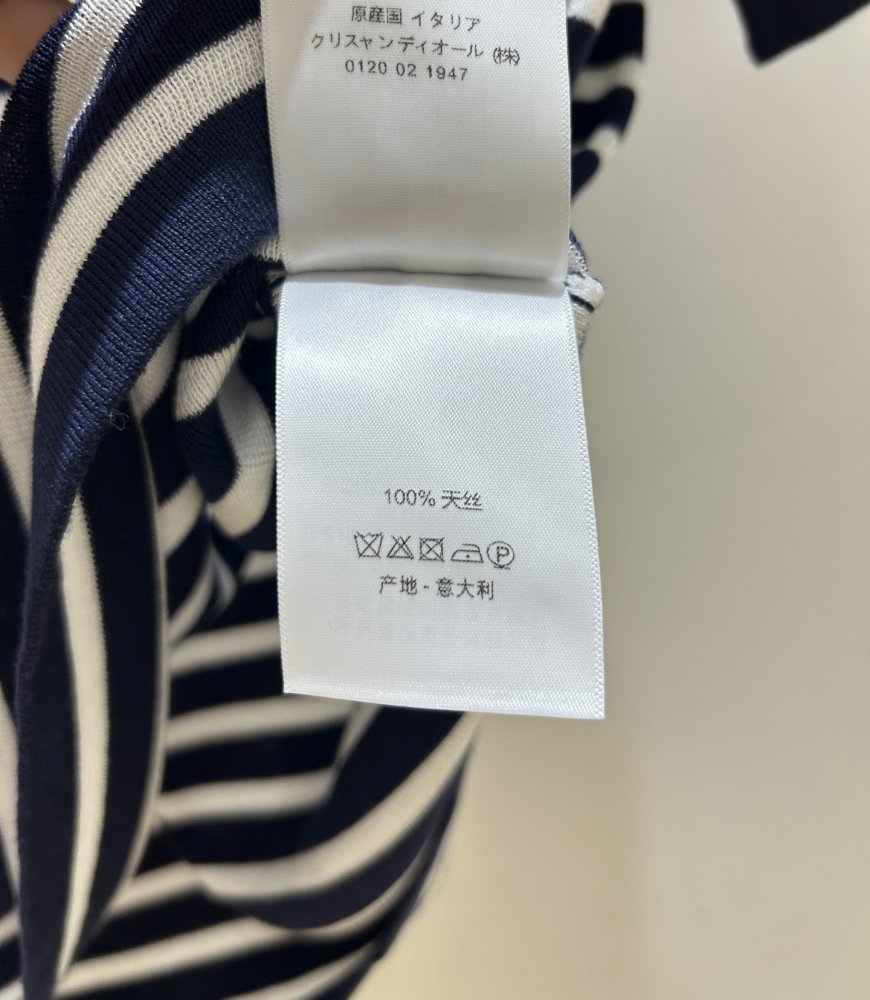 原産国 イタリア
クリスャンディオール (株)
0120 02 1947
100% 天丝
P
产地 - 意大利